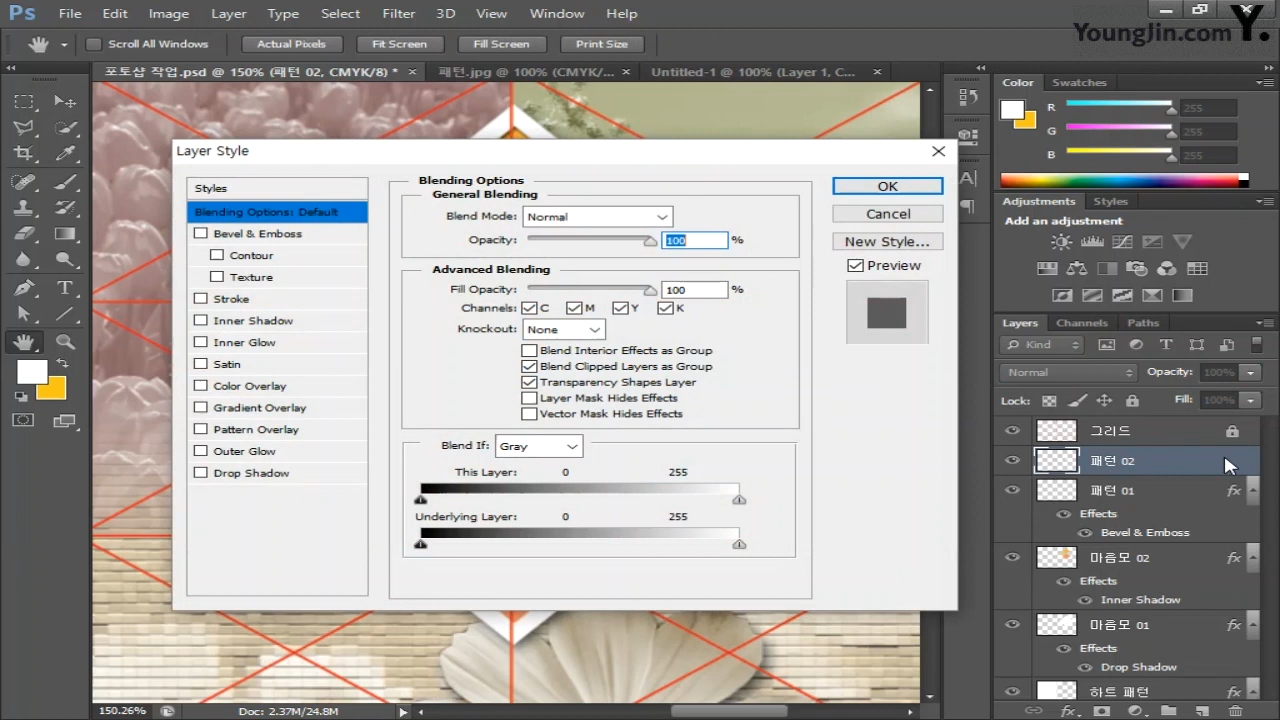 Ps File Edit Image Layer Type Select Filter 3D View Window Help
YoungJin.com Y.
Scroll All Windows Actual Pixels Fit Screen Fill Screen Print Size
포토샵 작업.psd @ 150% (패턴 02, CMYK/8) * × 패턴.jpg @ 100% (CMYK/... × Untitled-1 @ 100% (Layer 1, C... ×
Layer Style
Styles
Blending Options: Default
Bevel & Emboss
Contour
Texture
Stroke
Inner Shadow
Inner Glow
Satin
Color Overlay
Gradient Overlay
Pattern Overlay
Outer Glow
Drop Shadow
Blending Options
General Blending
Blend Mode: Normal
Opacity: 100 %
Advanced Blending
Fill Opacity: 100 %
Channels: C M Y K
Knockout: None
Blend Interior Effects as Group
Blend Clipped Layers as Group
Transparency Shapes Layer
Layer Mask Hides Effects
Vector Mask Hides Effects
Blend If: Gray
This Layer: 0 255
Underlying Layer: 0 255
OK
Cancel
New Style...
Preview
Color Swatches
R 255
G 255
B 255
Adjustments Styles
Add an adjustment
Layers Channels Paths
Kind
Normal Opacity: 100%
Lock: Fill: 100%
그리드
패턴 02
패턴 01 fx
Effects
Bevel & Emboss
마음모 02 fx
Effects
Inner Shadow
마음모 01 fx
Effects
Drop Shadow
하트 패턴 fx
150.26% Doc: 2.37M/24.8M